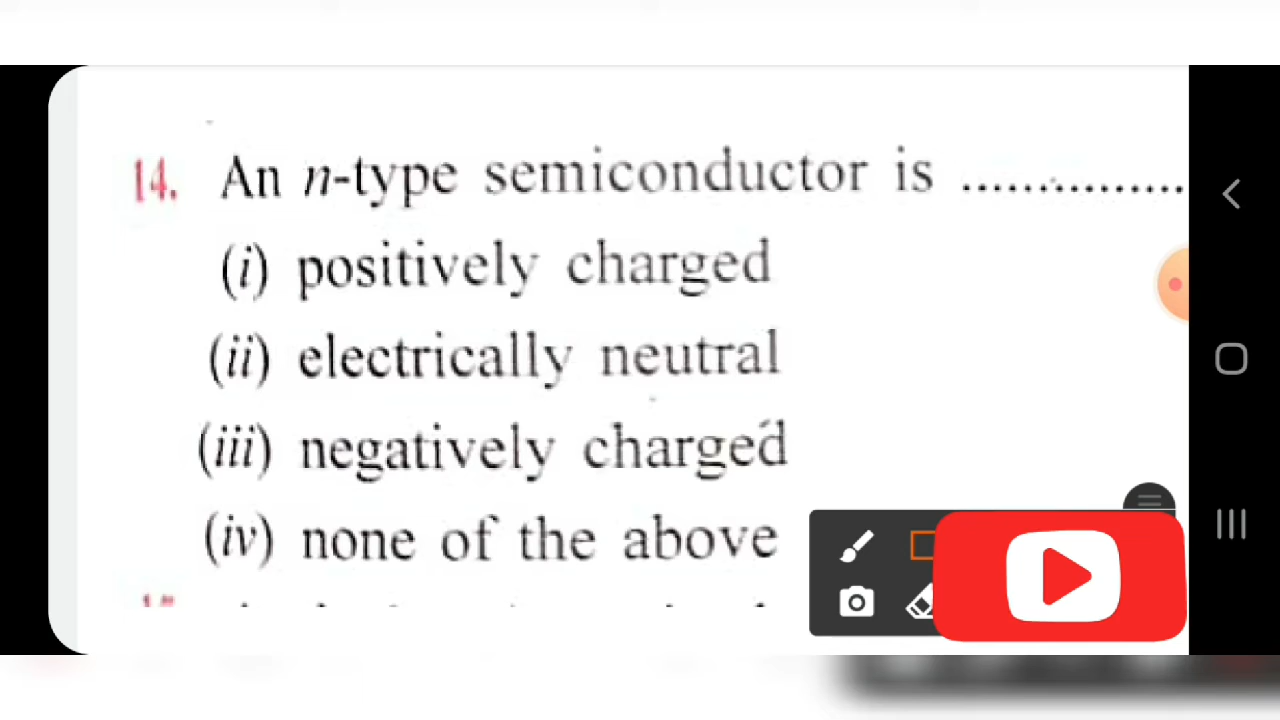 14. An n-type semiconductor is ................
(i) positively charged
(ii) electrically neutral
(iii) negatively charged
(iv) none of the above